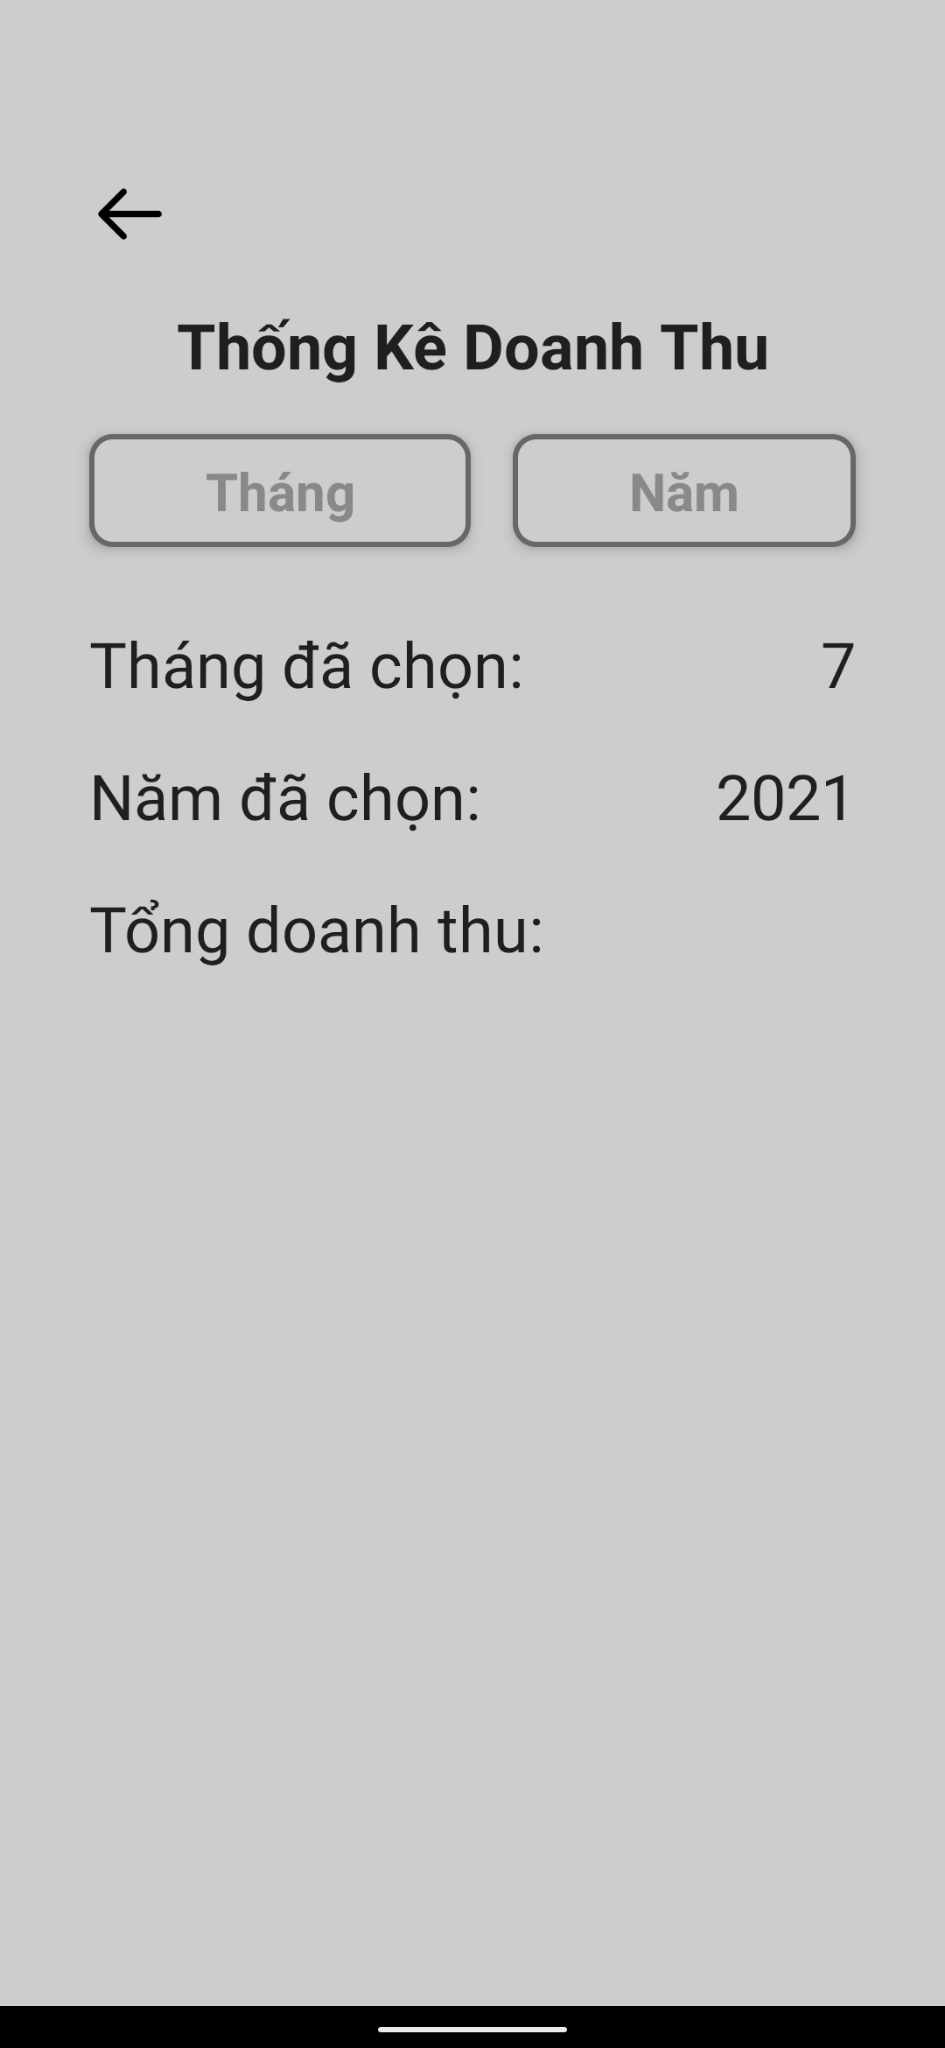 Thống Kê Doanh Thu
Tháng
Năm
Tháng đã chọn: 7
Năm đã chọn: 2021
Tổng doanh thu: